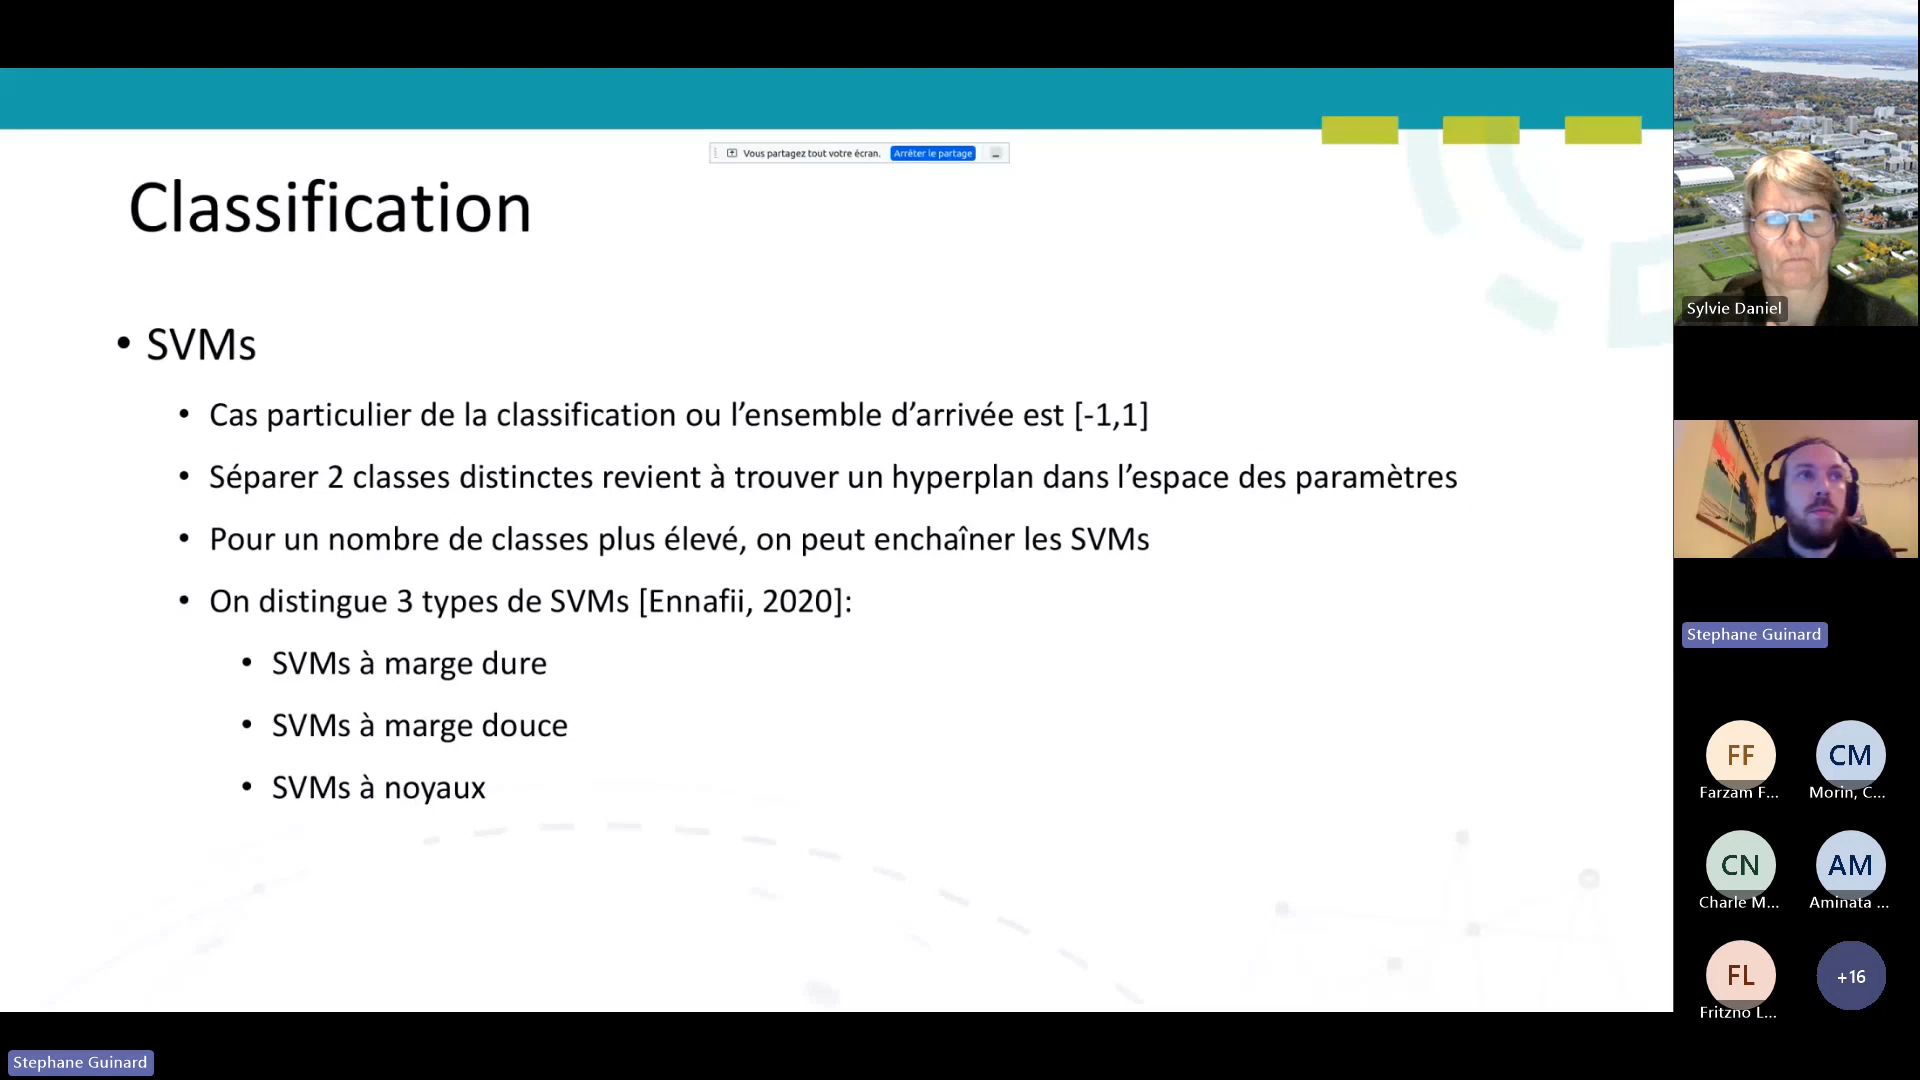 Vous partagez tout votre écran. Arrêter le partage
Classification
• SVMs
• Cas particulier de la classification ou l’ensemble d’arrivée est [-1,1]
• Séparer 2 classes distinctes revient à trouver un hyperplan dans l’espace des paramètres
• Pour un nombre de classes plus élevé, on peut enchaîner les SVMs
• On distingue 3 types de SVMs [Ennafii, 2020]:
• SVMs à marge dure
• SVMs à marge douce
• SVMs à noyaux
Sylvie Daniel
Stephane Guinard
FF
Farzam F...
CM
Morin, C...
CN
Charle M...
AM
Aminata ...
FL
Fritzno L...
+16
Stephane Guinard